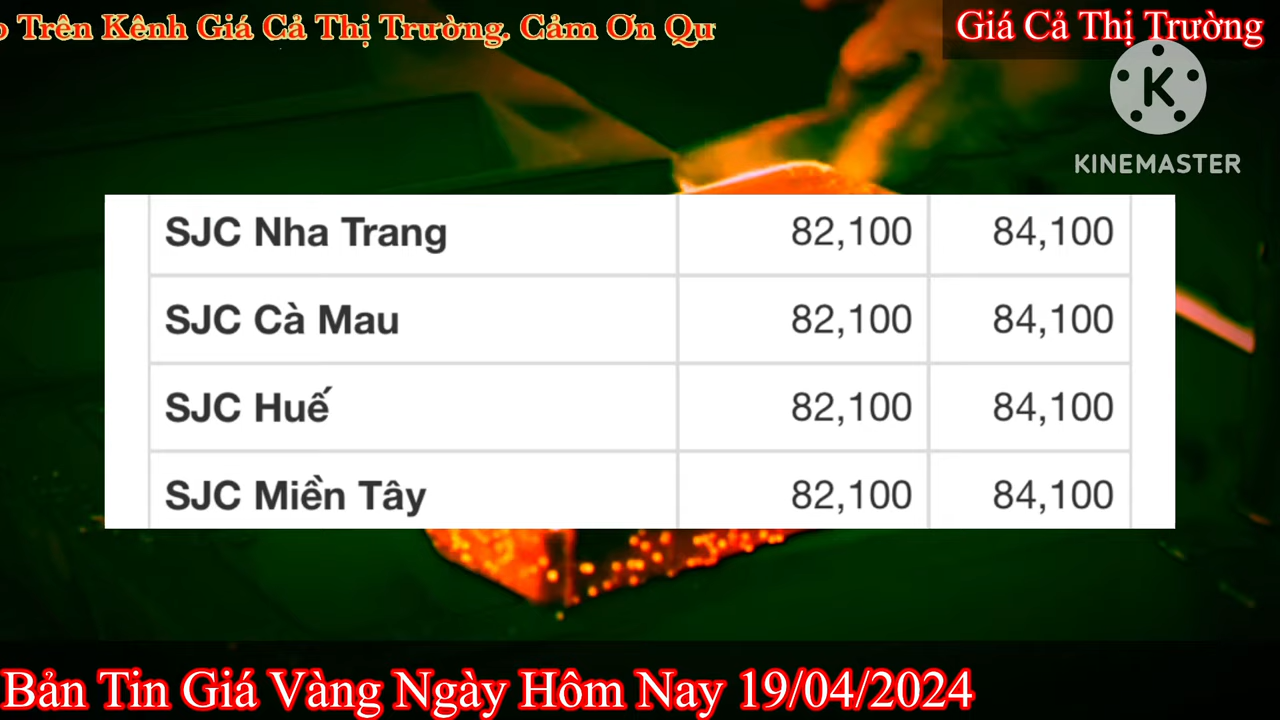 Trên Kênh Giá Cả Thị Trường. Cảm Ơn Qu
Giá Cả Thị Trường
K
KINEMASTER
SJC Nha Trang 82,100 84,100
SJC Cà Mau 82,100 84,100
SJC Huế 82,100 84,100
SJC Miền Tây 82,100 84,100
Bản Tin Giá Vàng Ngày Hôm Nay 19/04/2024